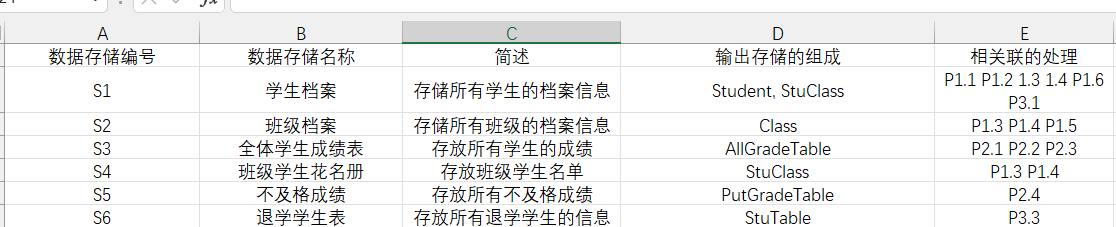 fx
A B C D E
数据存储编号 数据存储名称 简述 输出存储的组成 相关联的处理
S1 学生档案 存储所有学生的档案信息 Student, StuClass P1.1 P1.2 1.3 1.4 P1.6
P3.1
S2 班级档案 存储所有班级的档案信息 Class P1.3 P1.4 P1.5
S3 全体学生成绩表 存放所有学生的成绩 AllGradeTable P2.1 P2.2 P2.3
S4 班级学生花名册 存放班级学生名单 StuClass P1.3 P1.4
S5 不及格成绩 存放所有不及格成绩 PutGradeTable P2.4
S6 退学学生表 存放所有退学学生的信息 StuTable P3.3